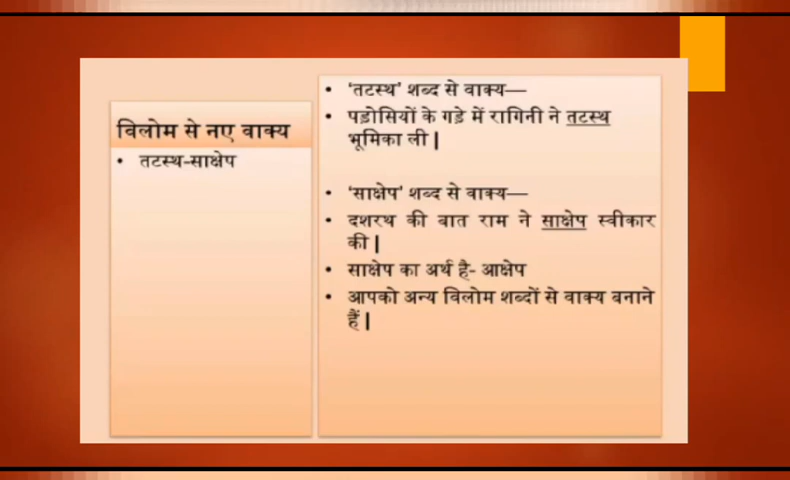 विलोम से नए वाक्य
• तटस्थ-साक्षेप
• 'तटस्थ' शब्द से वाक्य—
• पड़ोसियों के गड़े में रागिनी ने तटस्थ
भूमिका ली |
• 'साक्षेप' शब्द से वाक्य—
• दशरथ की बात राम ने साक्षेप स्वीकार
की |
• साक्षेप का अर्थ है- आक्षेप
• आपको अन्य विलोम शब्दों से वाक्य बनाने
हैं |